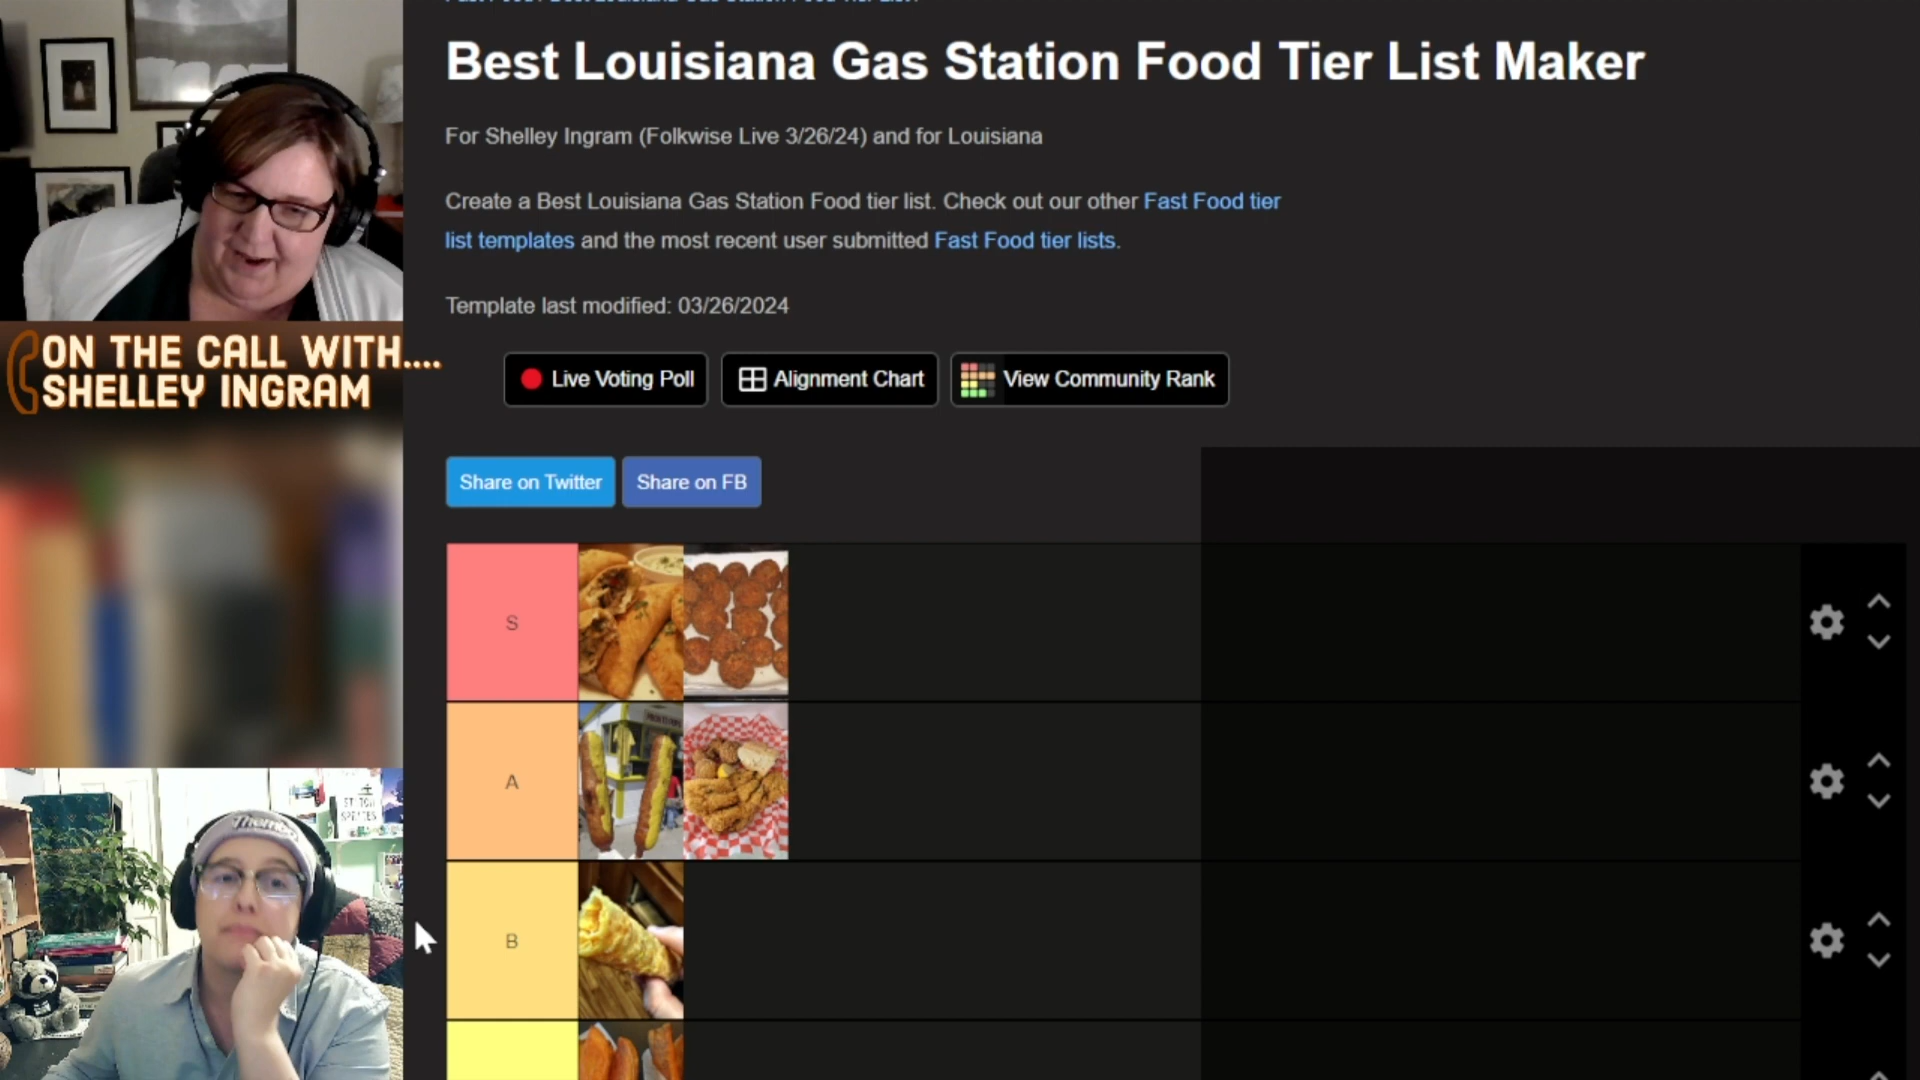 Best Louisiana Gas Station Food Tier List Maker
For Shelley Ingram (Folkwise Live 3/26/24) and for Louisiana
Create a Best Louisiana Gas Station Food tier list. Check out our other Fast Food tier
list templates and the most recent user submitted Fast Food tier lists.
Template last modified: 03/26/2024
Live Voting Poll
Alignment Chart
View Community Rank
ON THE CALL WITH....
SHELLEY INGRAM
Share on Twitter
Share on FB
S
A
B